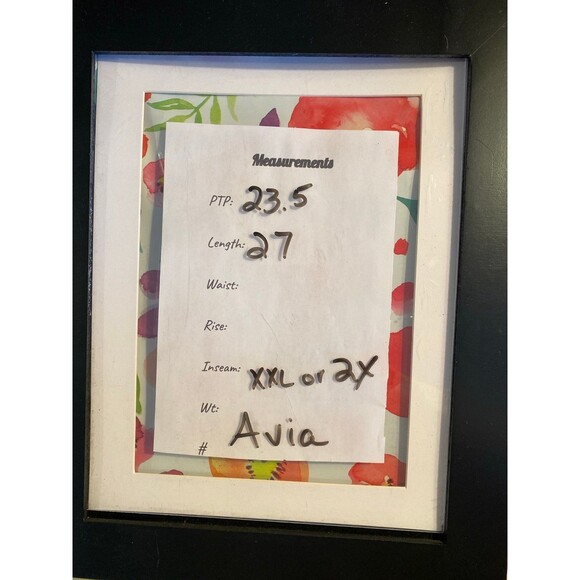 Measurements
PTP: 23.5
Length: 27
Waist:
Rise:
Inseam: XXL or 2X
Wt:
# Avia